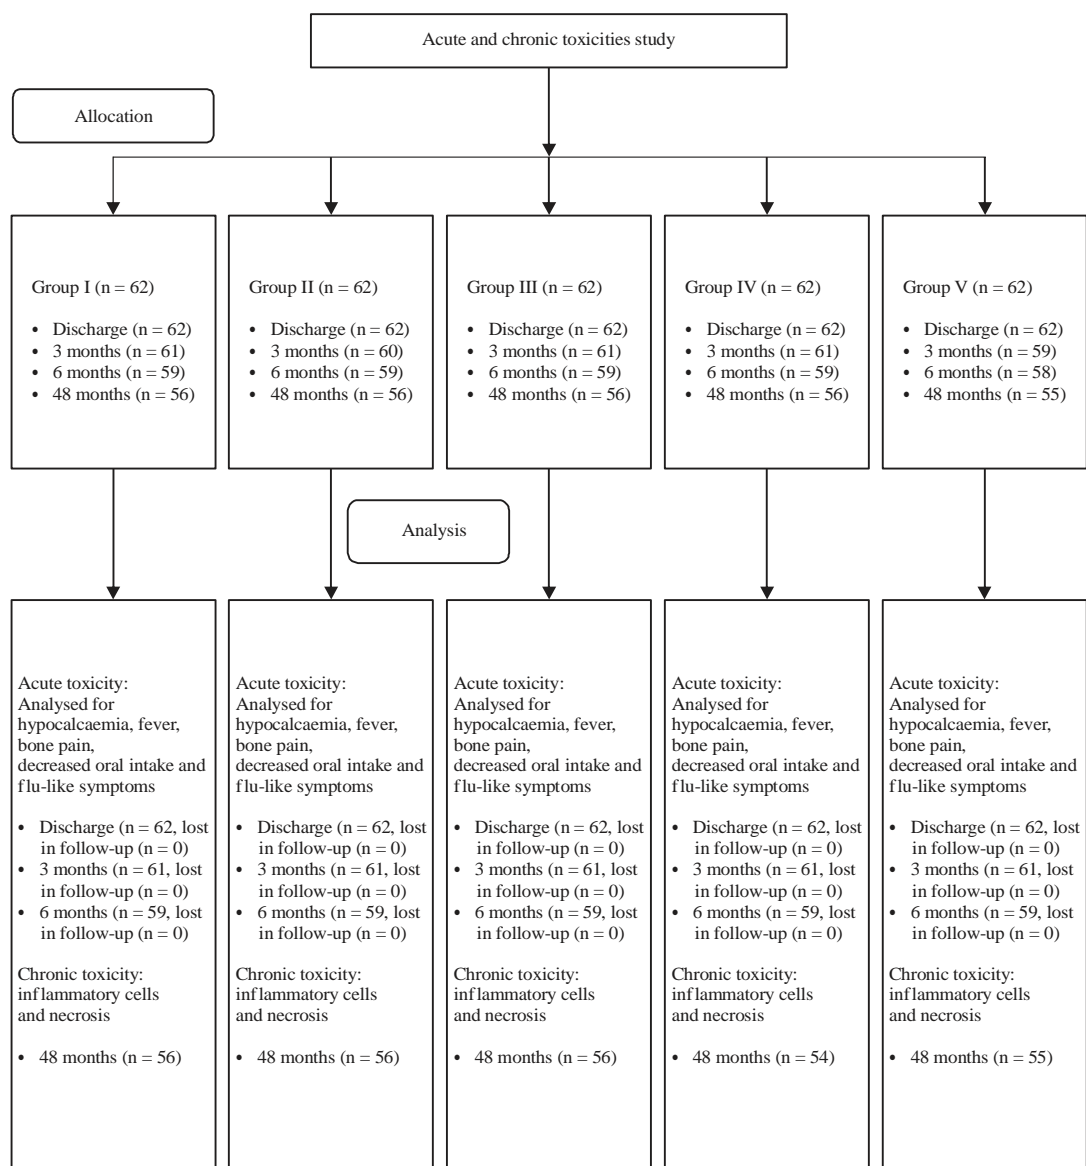 Acute and chronic toxicities study
Allocation
Group I (n = 62)
• Discharge (n = 62)
• 3 months (n = 61)
• 6 months (n = 59)
• 48 months (n = 56)
Group II (n = 62)
• Discharge (n = 62)
• 3 months (n = 60)
• 6 months (n = 59)
• 48 months (n = 56)
Group III (n = 62)
• Discharge (n = 62)
• 3 months (n = 61)
• 6 months (n = 59)
• 48 months (n = 56)
Group IV (n = 62)
• Discharge (n = 62)
• 3 months (n = 61)
• 6 months (n = 59)
• 48 months (n = 56)
Group V (n = 62)
• Discharge (n = 62)
• 3 months (n = 59)
• 6 months (n = 58)
• 48 months (n = 55)
Analysis
Acute toxicity:
Analysed for
hypocalcaemia, fever,
bone pain,
decreased oral intake and
flu-like symptoms
• Discharge (n = 62, lost
in follow-up (n = 0)
• 3 months (n = 61, lost
in follow-up (n = 0)
• 6 months (n = 59, lost
in follow-up (n = 0)
Chronic toxicity:
inflammatory cells
and necrosis
• 48 months (n = 56)
Acute toxicity:
Analysed for
hypocalcaemia, fever,
bone pain,
decreased oral intake and
flu-like symptoms
• Discharge (n = 62, lost
in follow-up (n = 0)
• 3 months (n = 61, lost
in follow-up (n = 0)
• 6 months (n = 59, lost
in follow-up (n = 0)
Chronic toxicity:
inflammatory cells
and necrosis
• 48 months (n = 56)
Acute toxicity:
Analysed for
hypocalcaemia, fever,
bone pain,
decreased oral intake and
flu-like symptoms
• Discharge (n = 62, lost
in follow-up (n = 0)
• 3 months (n = 61, lost
in follow-up (n = 0)
• 6 months (n = 59, lost
in follow-up (n = 0)
Chronic toxicity:
inflammatory cells
and necrosis
• 48 months (n = 56)
Acute toxicity:
Analysed for
hypocalcaemia, fever,
bone pain,
decreased oral intake and
flu-like symptoms
• Discharge (n = 62, lost
in follow-up (n = 0)
• 3 months (n = 61, lost
in follow-up (n = 0)
• 6 months (n = 59, lost
in follow-up (n = 0)
Chronic toxicity:
inflammatory cells
and necrosis
• 48 months (n = 54)
Acute toxicity:
Analysed for
hypocalcaemia, fever,
bone pain,
decreased oral intake and
flu-like symptoms
• Discharge (n = 62, lost
in follow-up (n = 0)
• 3 months (n = 61, lost
in follow-up (n = 0)
• 6 months (n = 59, lost
in follow-up (n = 0)
Chronic toxicity:
inflammatory cells
and necrosis
• 48 months (n = 55)